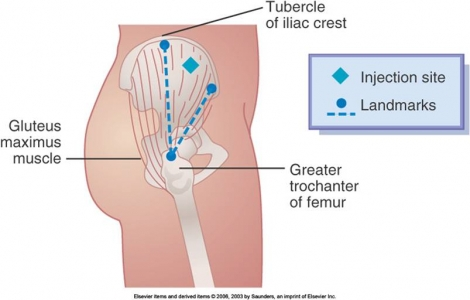 Tubercle
of iliac crest
Injection site
Landmarks
Gluteus
maximus
muscle
Greater
trochanter
of femur
Elsevier items and derived items © 2006, 2003 by Saunders, an imprint of Elsevier Inc.